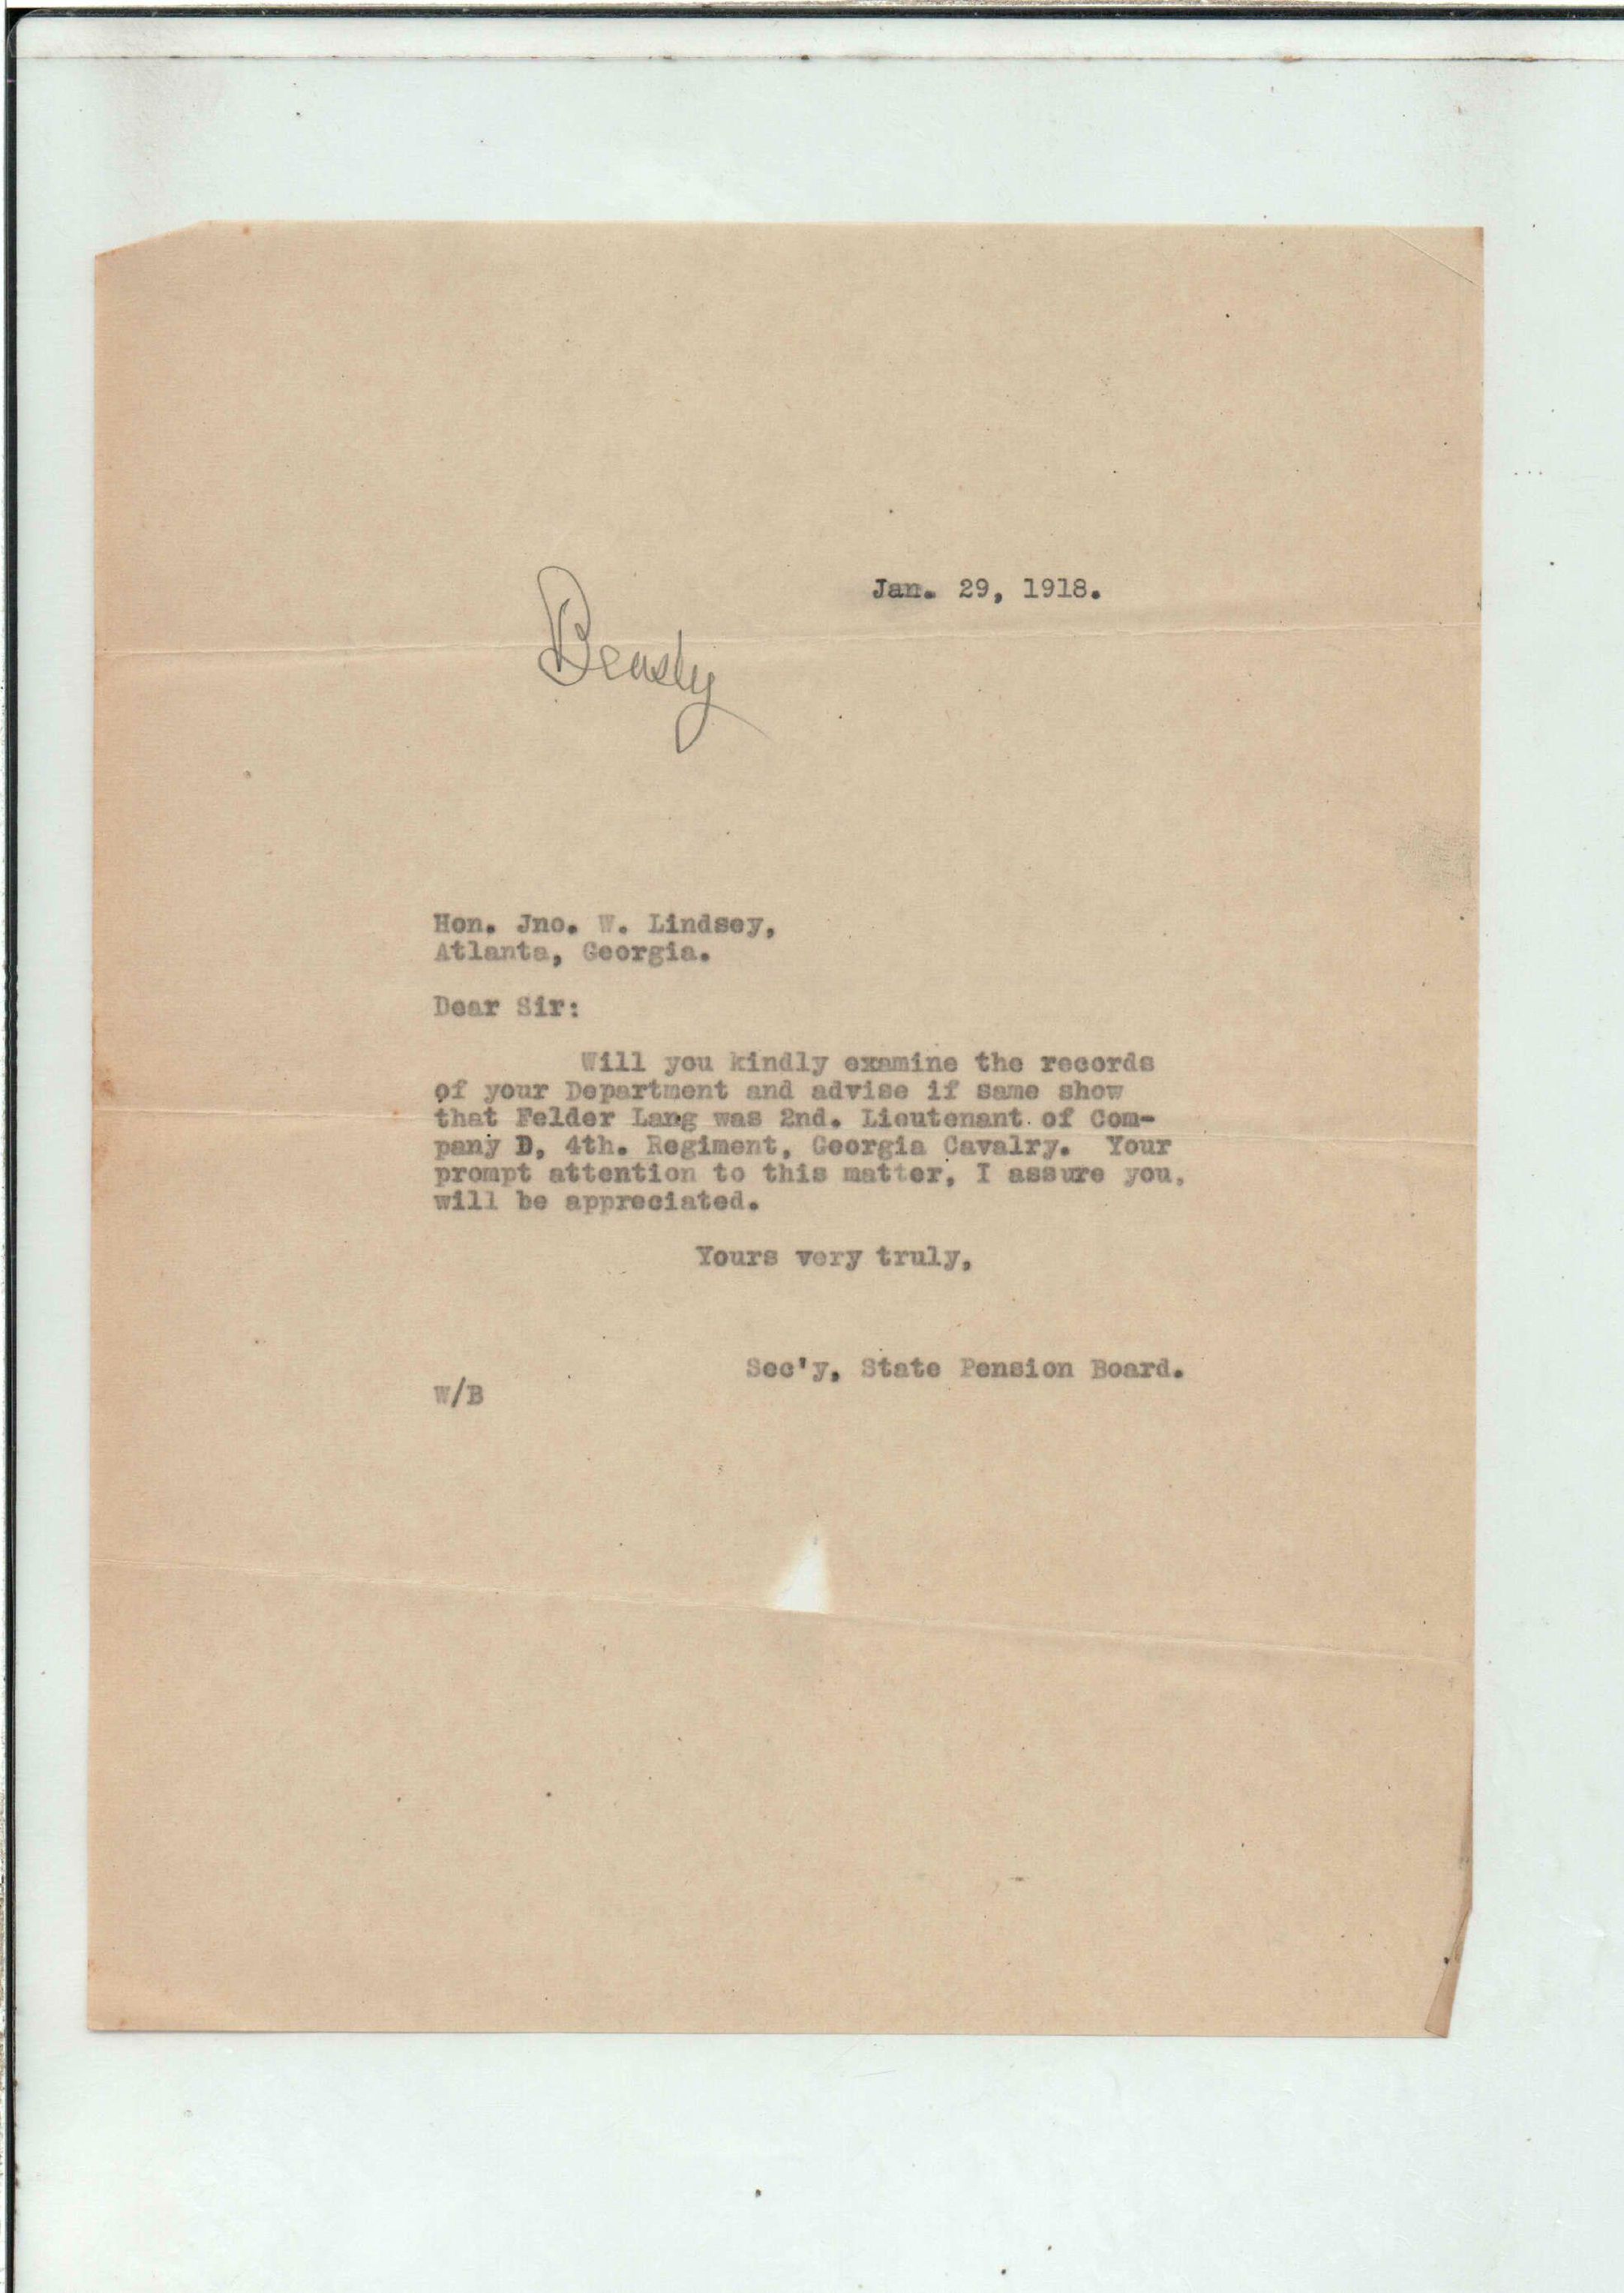 Jan. 29, 1918.
Beasly
Hon. Jno. W. Lindsey,
Atlanta, Georgia.
Dear Sir:
Will you kindly examine the records
of your Department and advise if same show
that Felder Lang was 2nd. Lieutenant of Com-
pany D, 4th. Regiment, Georgia Cavalry. Your
prompt attention to this matter, I assure you,
will be appreciated.
Yours very truly,
Sec'y, State Pension Board.
W/B